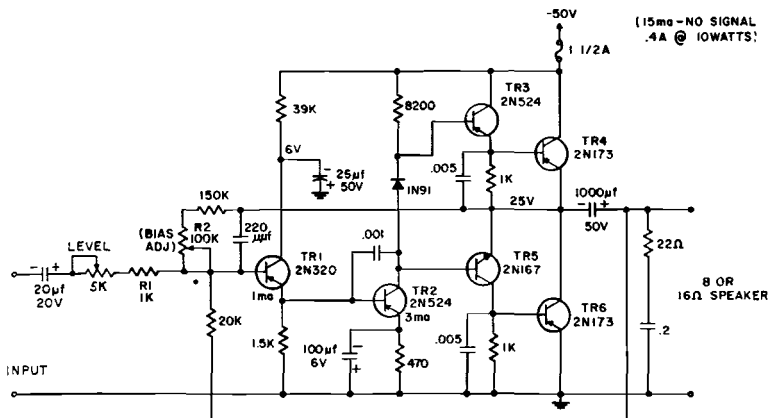 -50V
(15ma-NO SIGNAL
.4A @ 10WATTS)
1 1/2A
39K
8200
TR3
2N524
TR4
2N173
6V
25µf
50V
.005
1K
1N91
150K
25V
1000µf
50V
R2
100K
(BIAS
ADJ)
220
µµf
.001
LEVEL
TR1
2N320
TR5
2N167
22Ω
20µf
20V
5K
R1
1K
1ma
TR2
2N524
3ma
TR6
2N173
8 OR
16Ω SPEAKER
20K
1.5K
100µf
6V
470
.005
1K
.2
INPUT